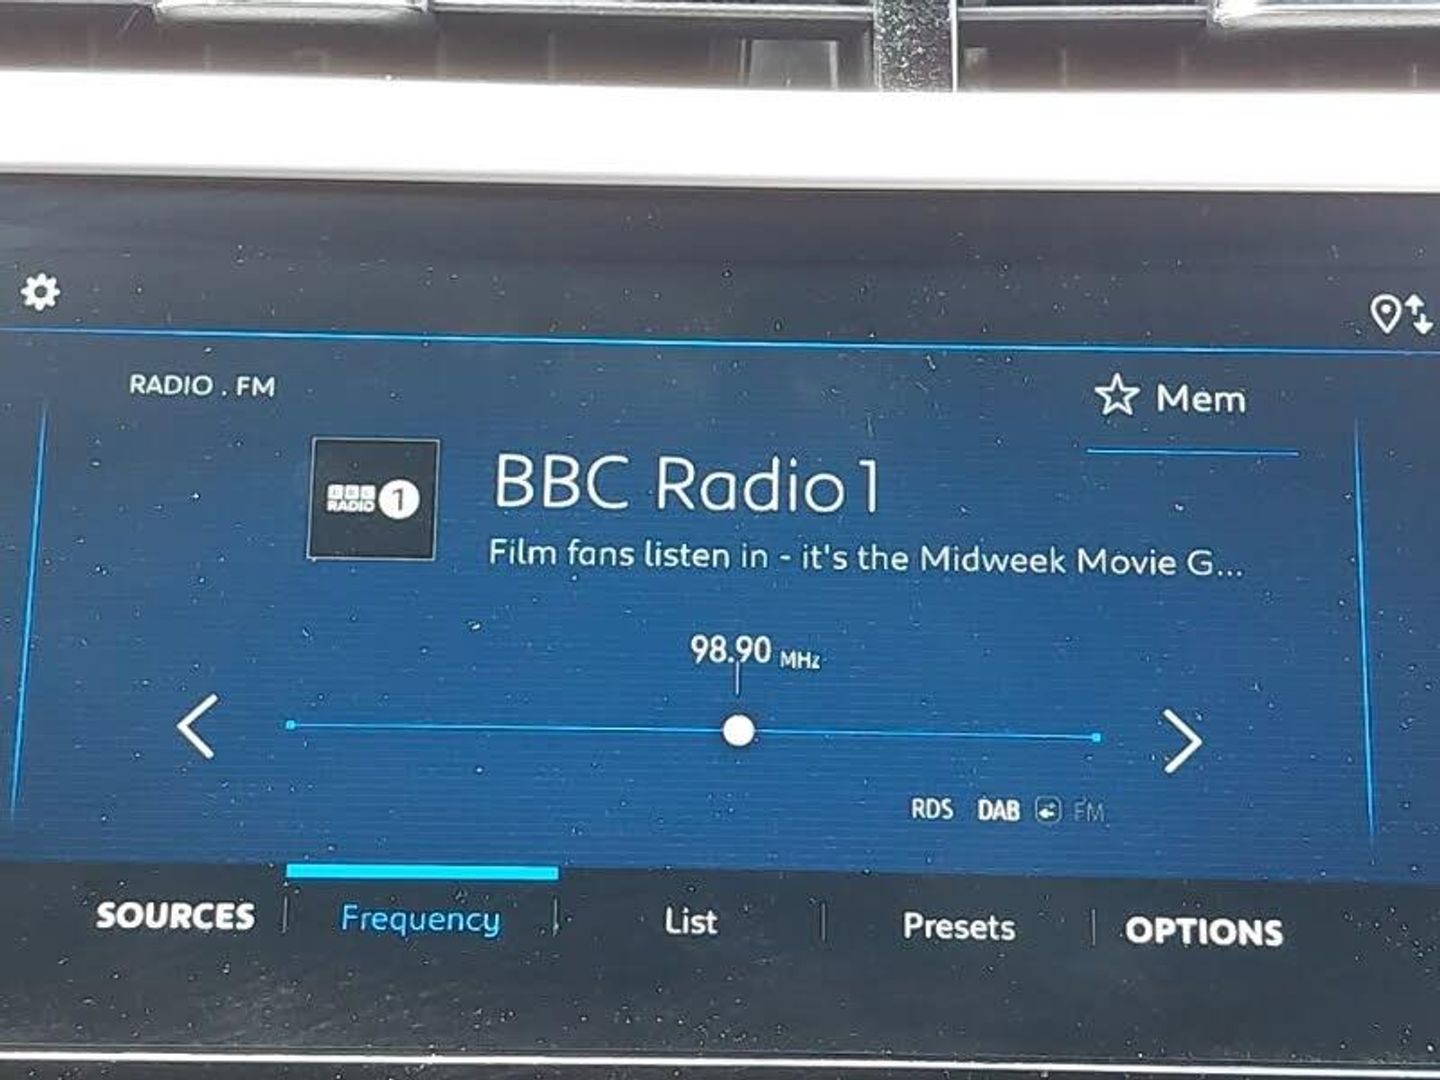 RADIO . FM
Mem
BBC
RADIO 1
BBC Radio 1
Film fans listen in - it's the Midweek Movie G...
98.90 MHz
RDS DAB FM
SOURCES Frequency List Presets OPTIONS